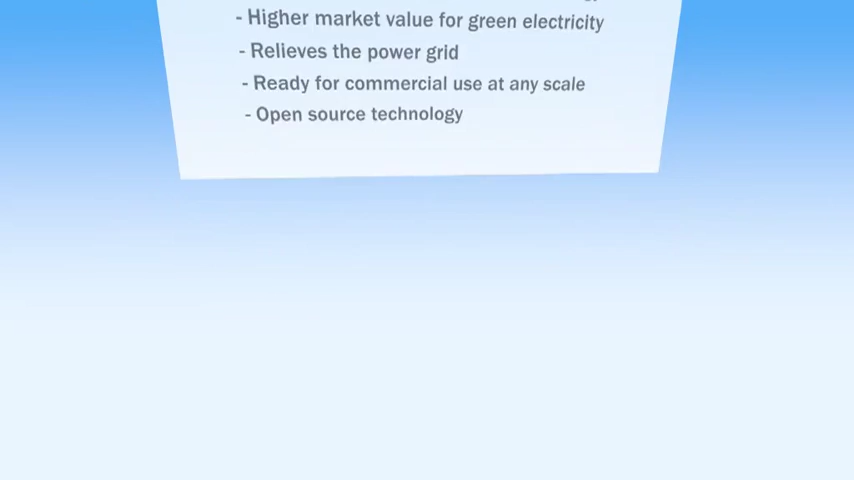 - Higher market value for green electricity
- Relieves the power grid
- Ready for commercial use at any scale
- Open source technology